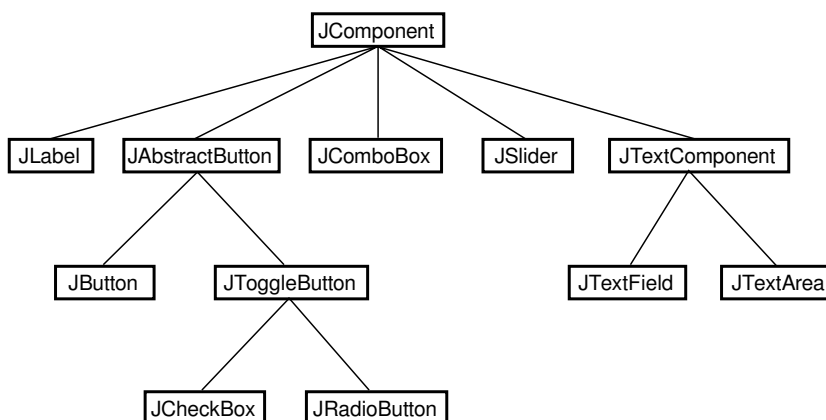 JComponent
JLabel
JAbstractButton
JComboBox
JSlider
JTextComponent
JButton
JToggleButton
JTextField
JTextArea
JCheckBox
JRadioButton